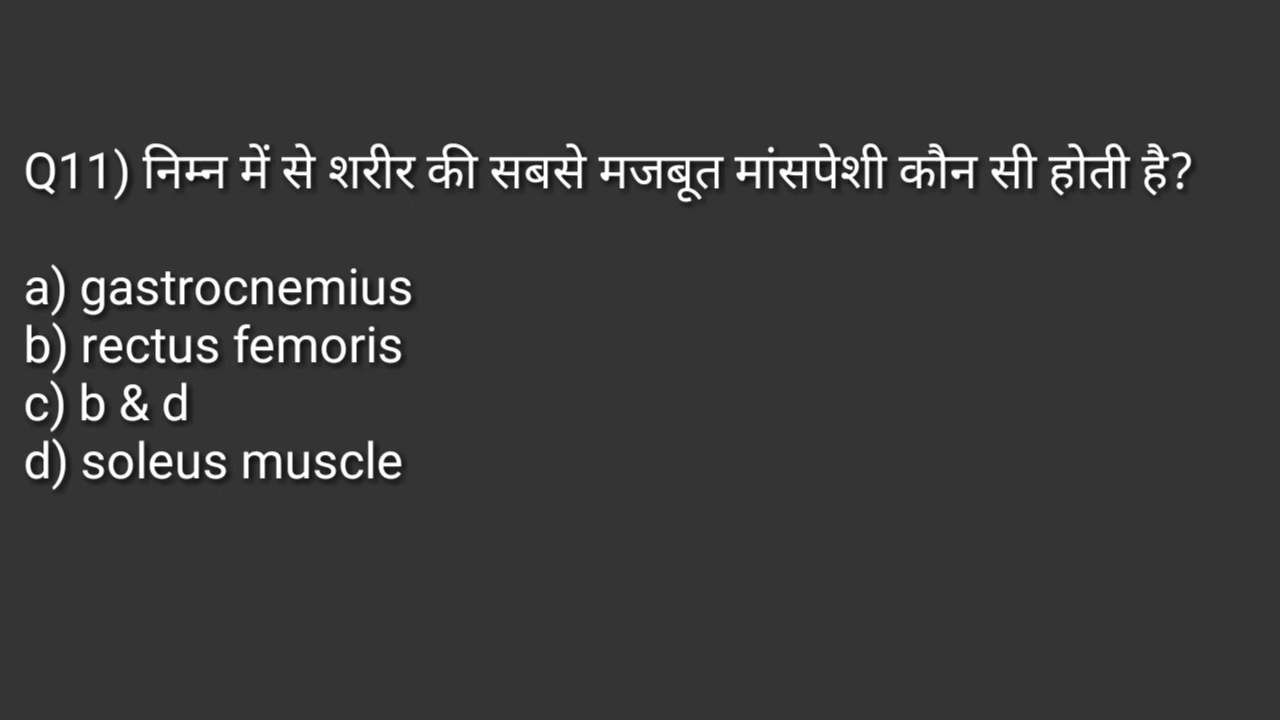 Q11) निम्न में से शरीर की सबसे मजबूत मांसपेशी कौन सी होती है?
a) gastrocnemius
b) rectus femoris
c) b & d
d) soleus muscle